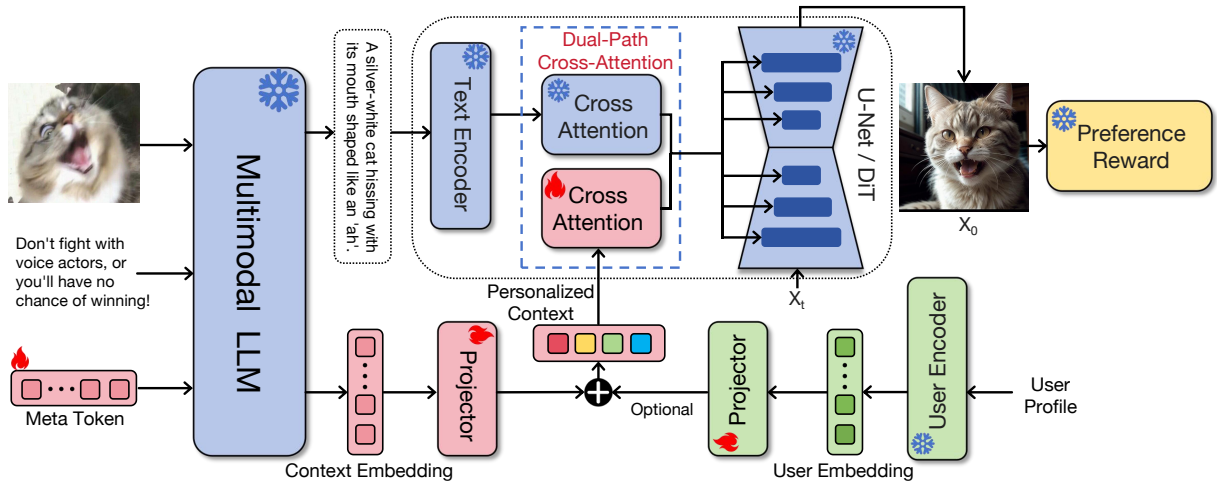 Multimodal LLM
A silver-white cat hissing with
its mouth shaped like an 'ah'.
Text Encoder
Dual-Path
Cross-Attention
Cross
Attention
Cross
Attention
U-Net / DiT
X₀
Preference
Reward
Don't fight with
voice actors, or
you'll have no
chance of winning!
Meta Token
Context Embedding
Projector
Personalized
Context
Xₜ
Optional
Projector
User Embedding
User Encoder
User
Profile